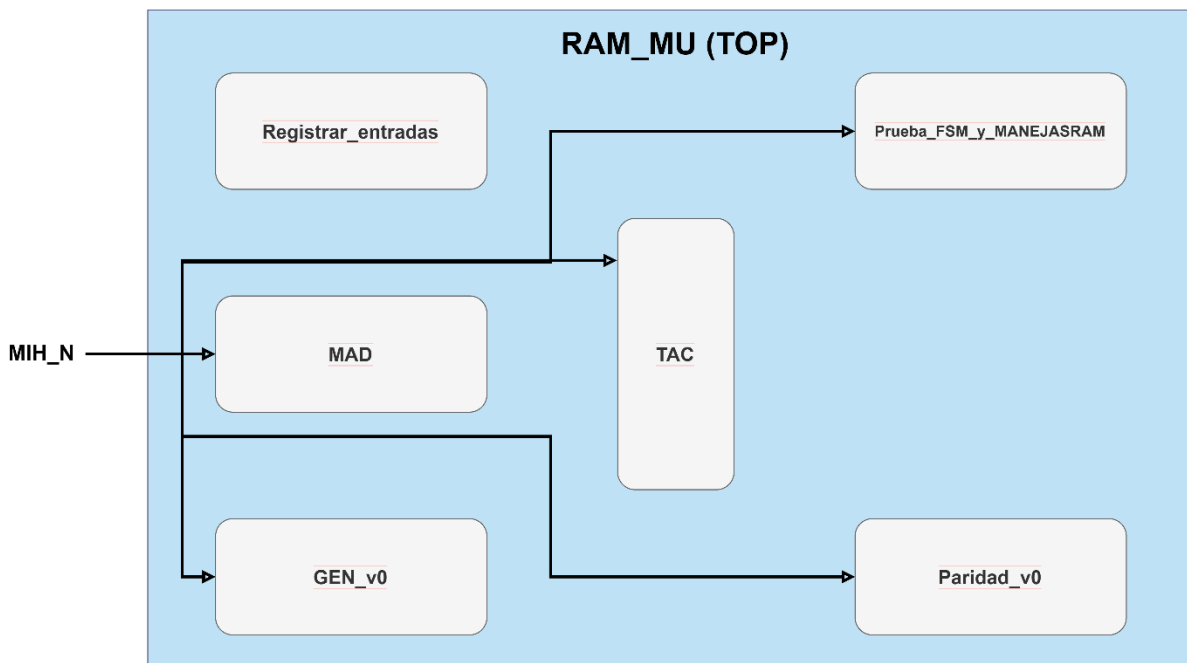 RAM_MU (TOP)
Registrar_entradas
Prueba_FSM_y_MANEJASRAM
MIH_N
MAD
TAC
GEN_v0
Paridad_v0